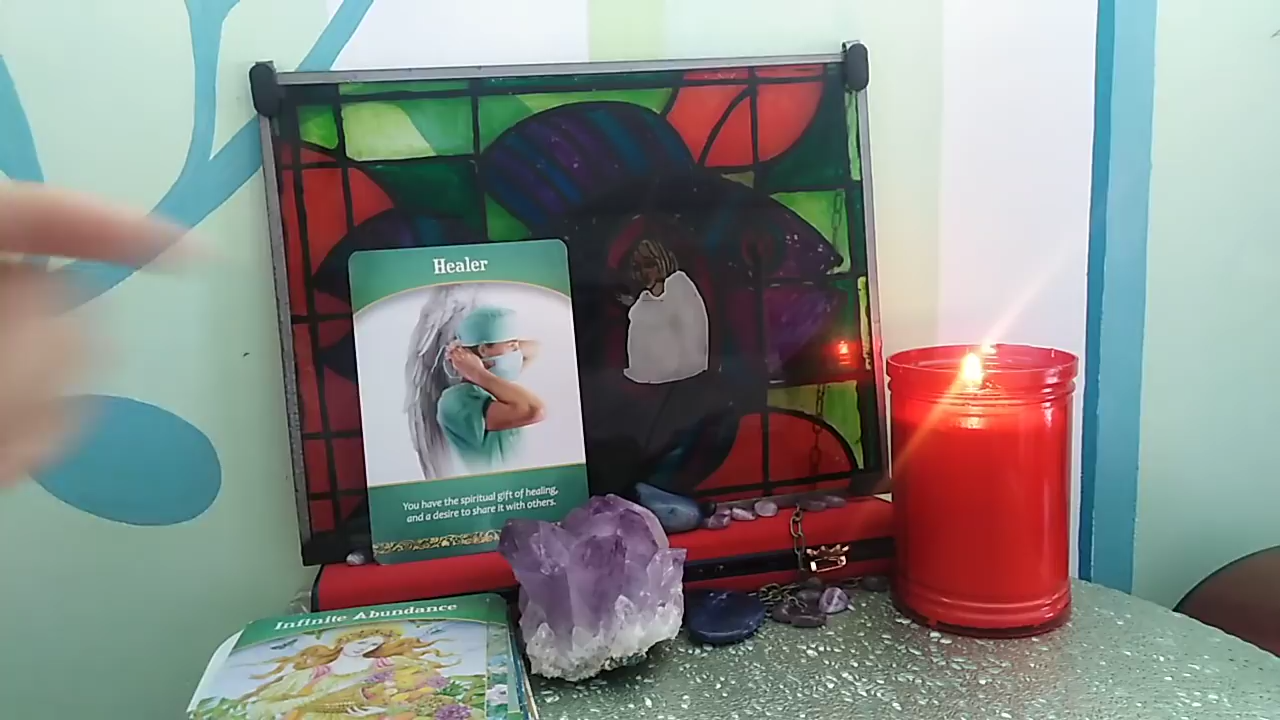 Healer
You have the spiritual gift of healing,
and a desire to share it with others.
Infinite Abundance